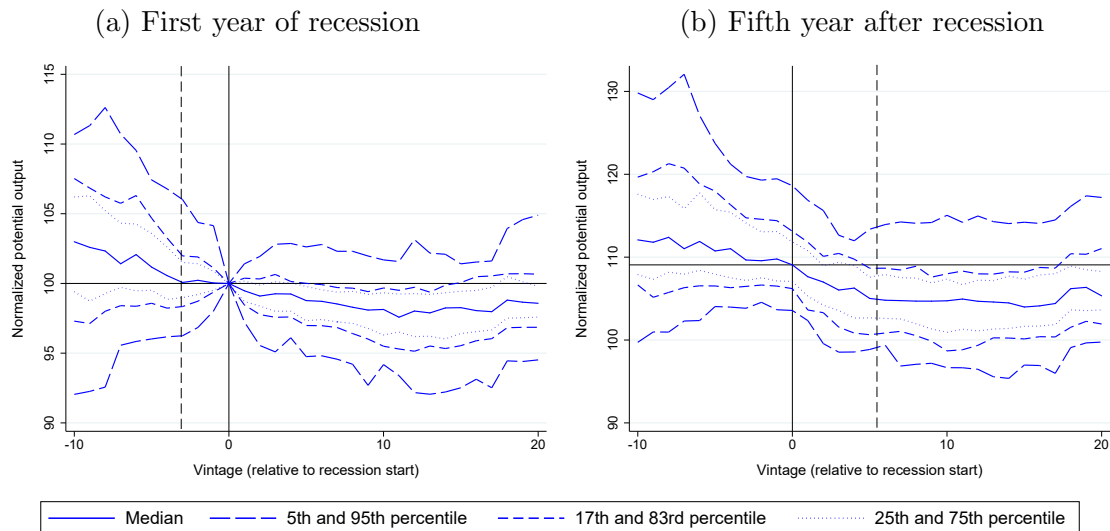 (a) First year of recession
Normalized potential output
115
110
105
100
95
90
-10
0
10
20
Vintage (relative to recession start)
(b) Fifth year after recession
Normalized potential output
130
120
110
100
90
-10
0
10
20
Vintage (relative to recession start)
Median
5th and 95th percentile
17th and 83rd percentile
25th and 75th percentile